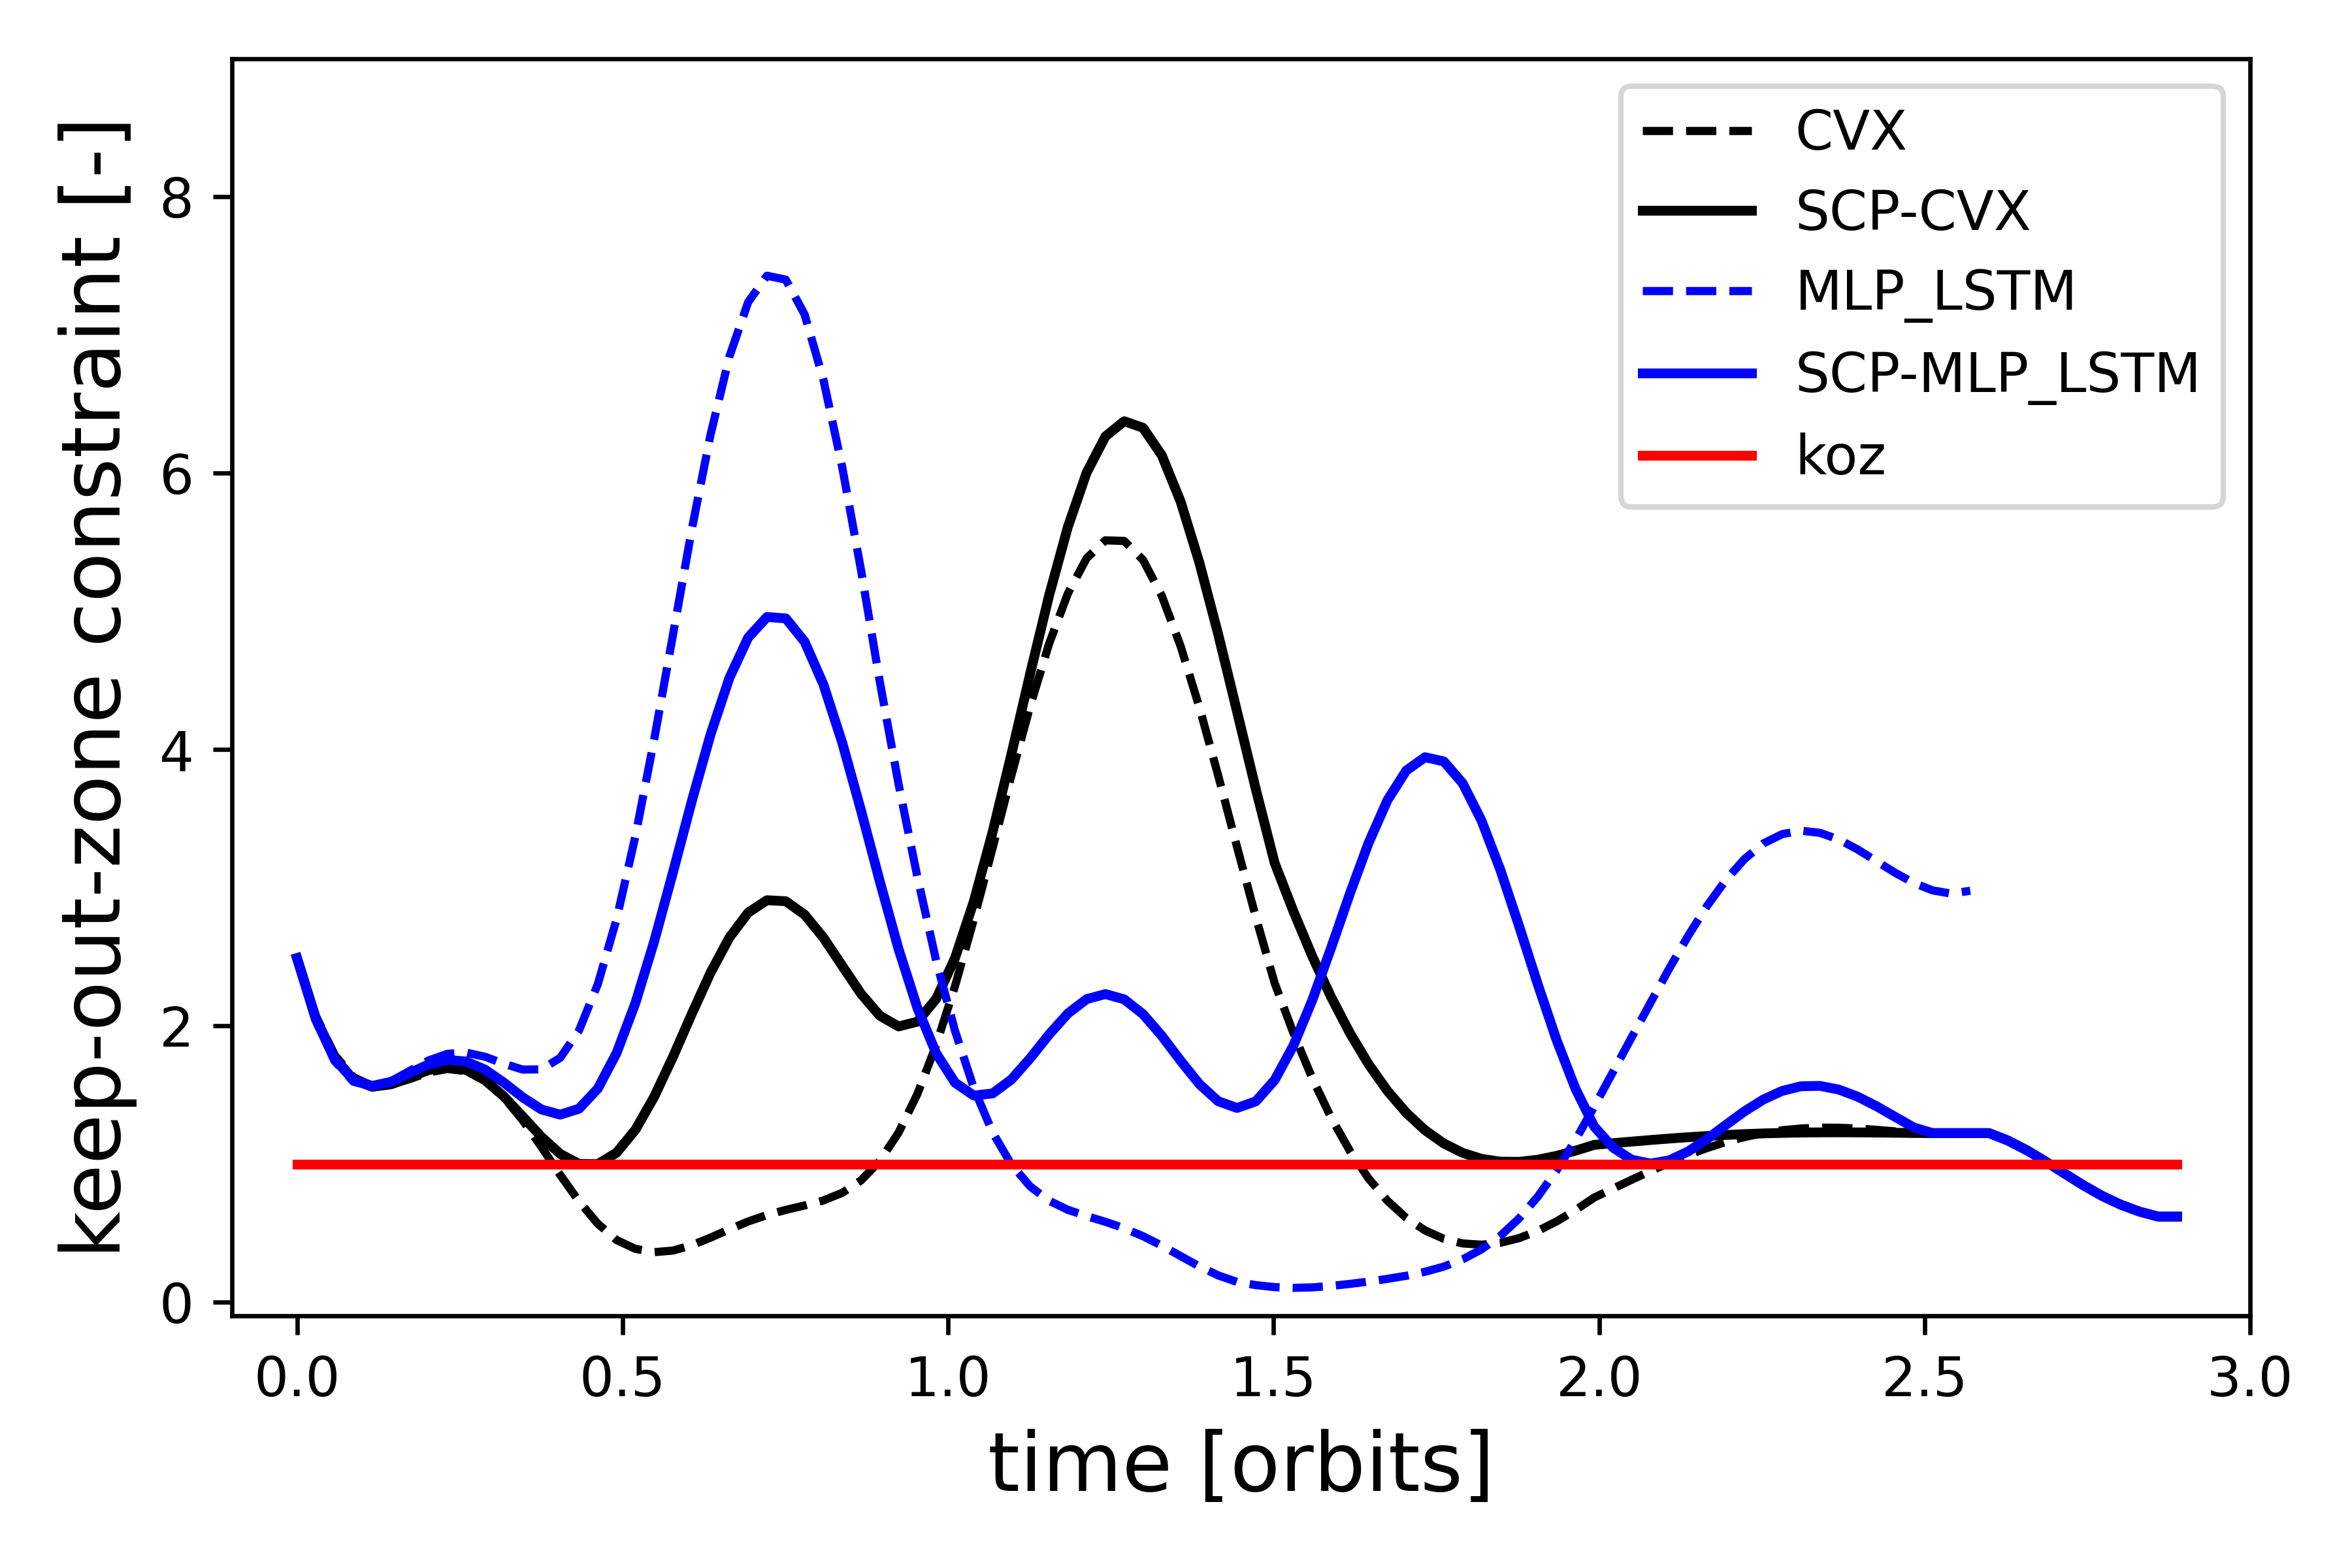 keep-out-zone constraint [-]
8
6
4
2
0
CVX
SCP-CVX
MLP_LSTM
SCP-MLP_LSTM
koz
0.0 0.5 1.0 1.5 2.0 2.5 3.0
time [orbits]